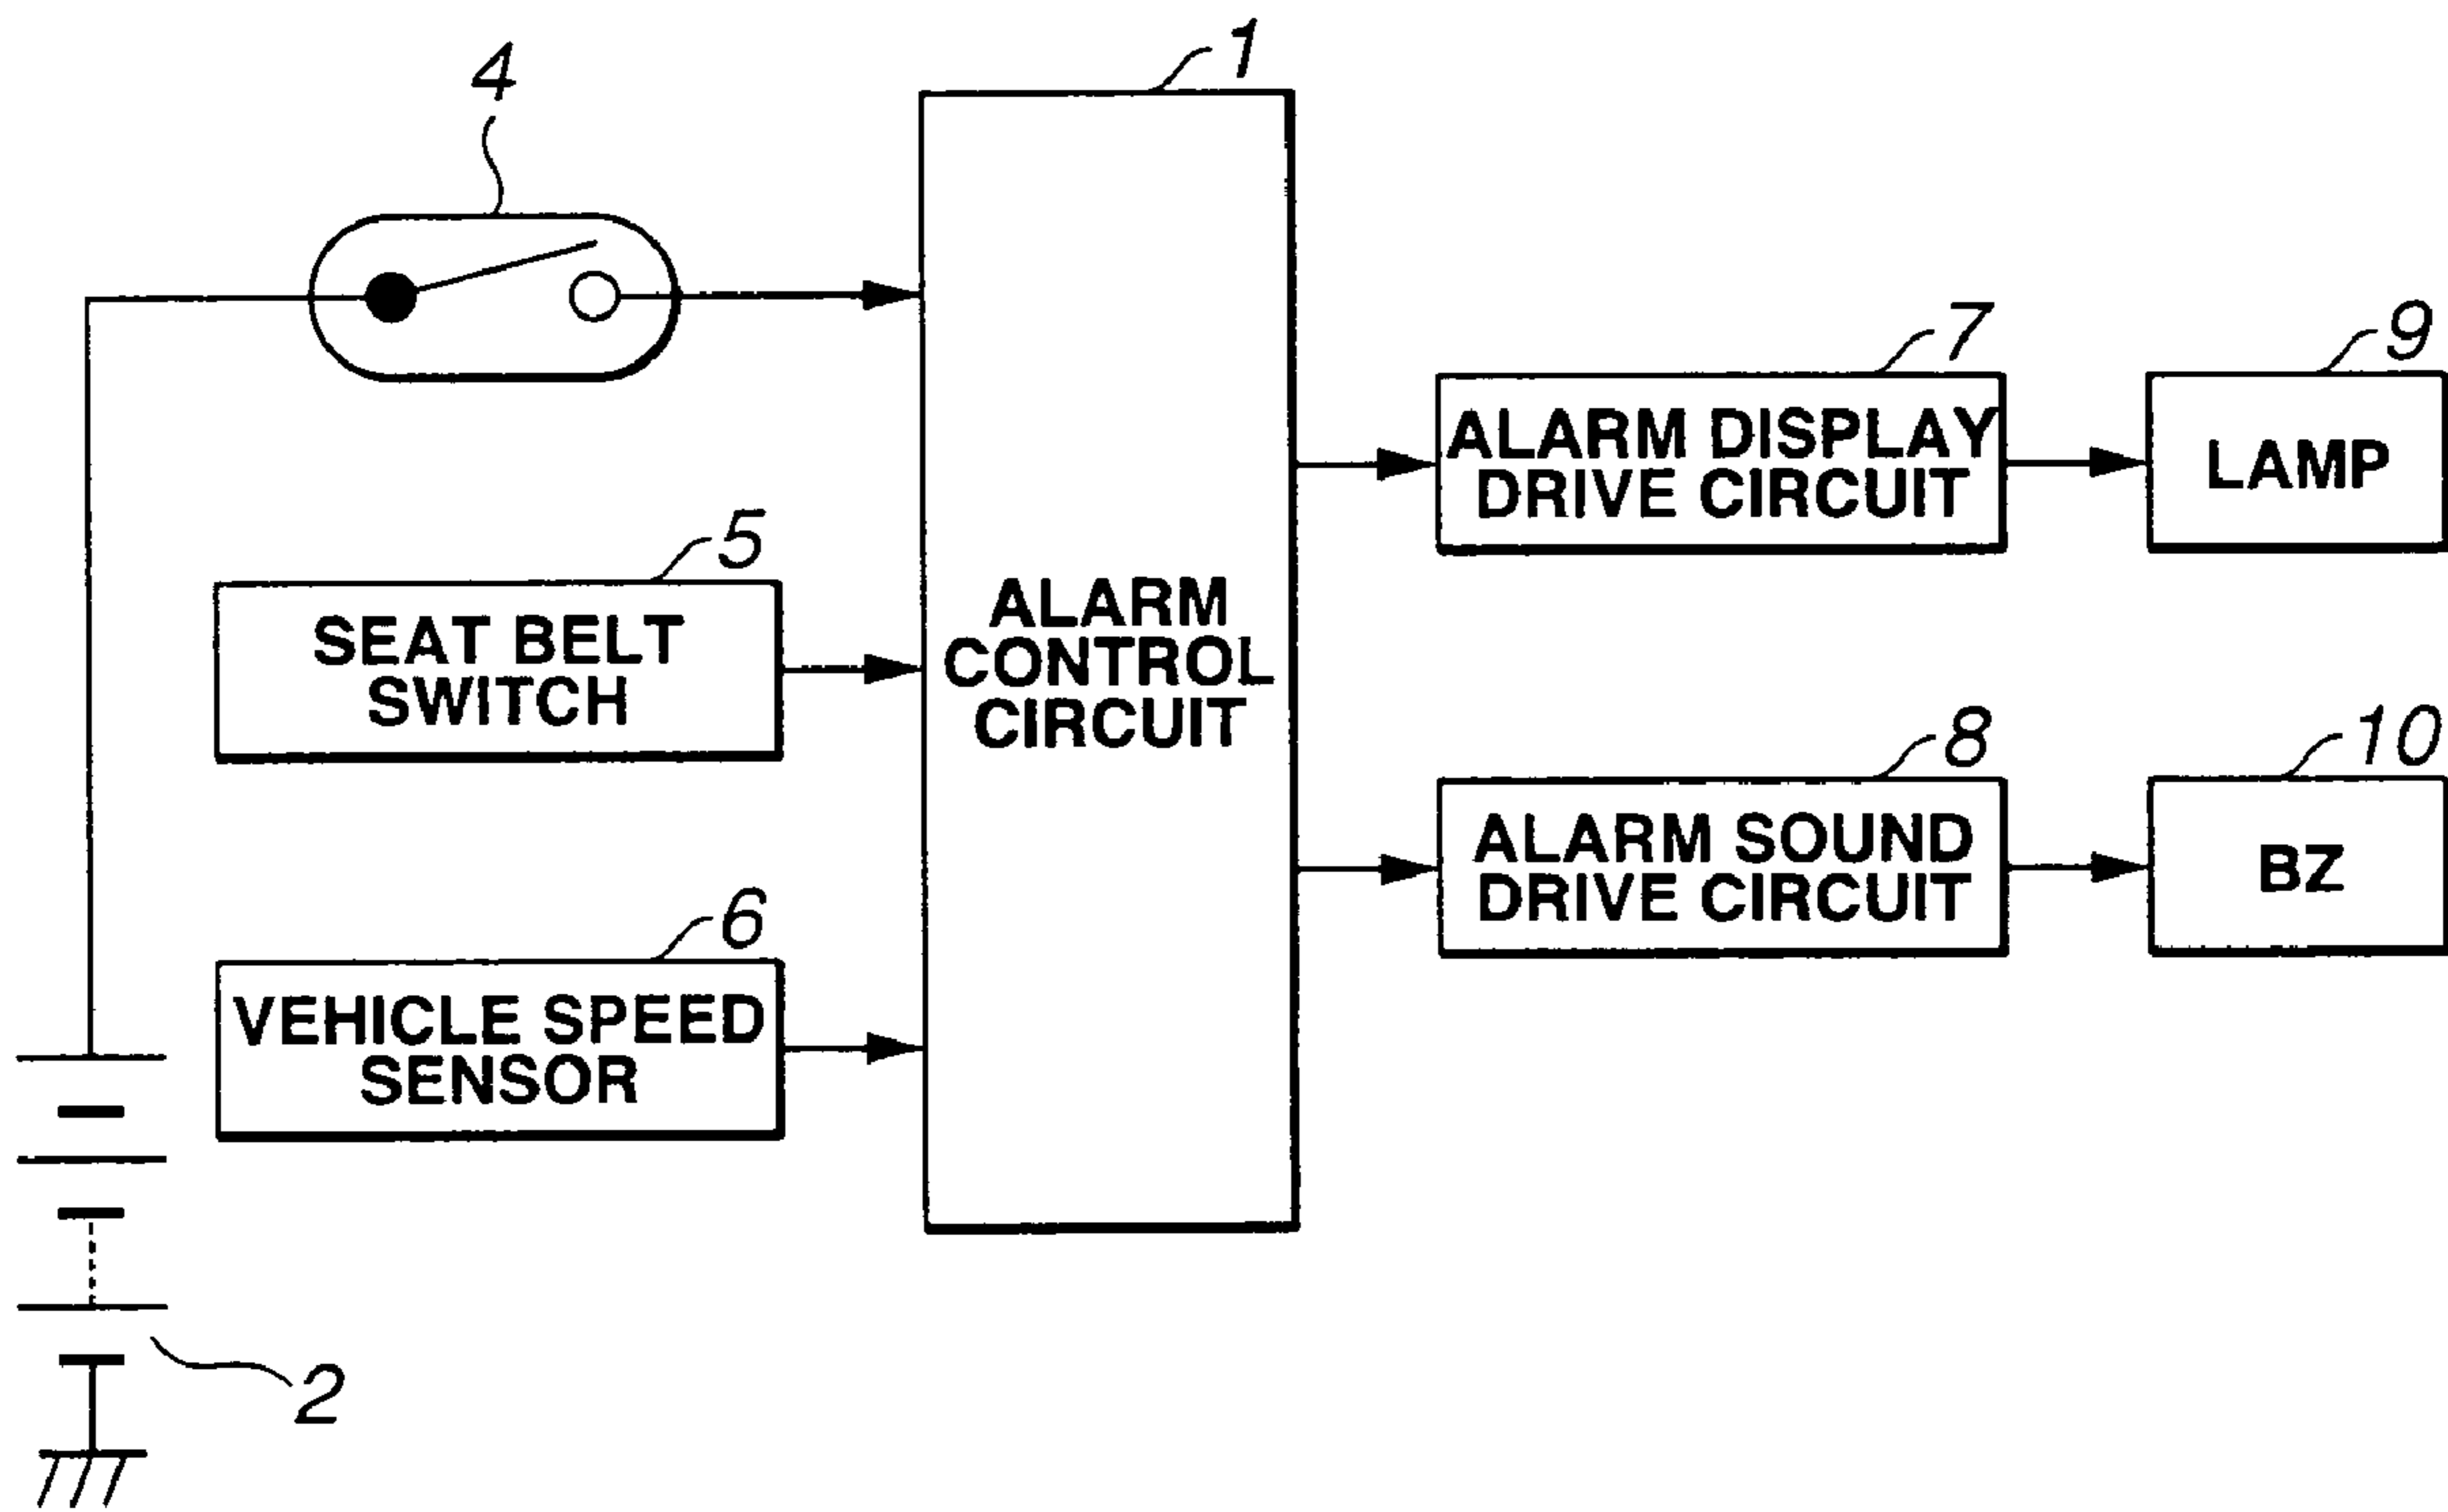 1
4
7
9
ALARM DISPLAY
DRIVE CIRCUIT
LAMP
5
SEAT BELT
SWITCH
ALARM
CONTROL
CIRCUIT
8
10
ALARM SOUND
DRIVE CIRCUIT
BZ
6
VEHICLE SPEED
SENSOR
2